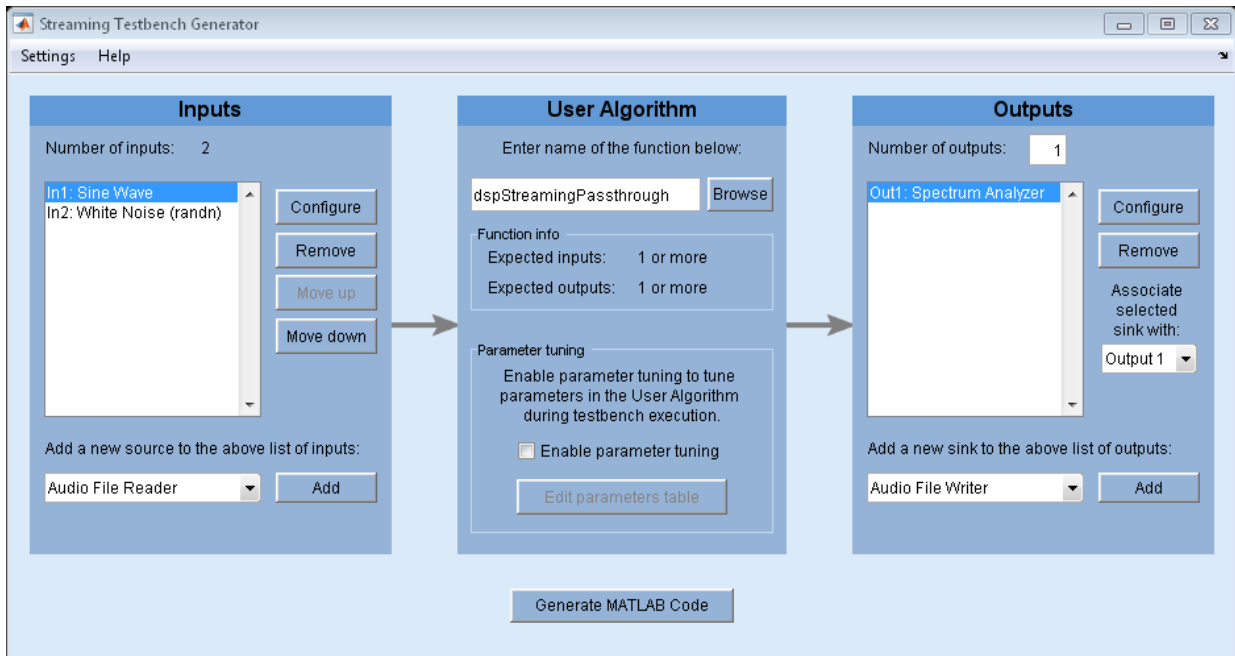 Streaming Testbench Generator
Settings Help
Inputs
Number of inputs: 2
In1: Sine Wave
In2: White Noise (randn)
Configure
Remove
Move up
Move down
Add a new source to the above list of inputs:
Audio File Reader
Add
User Algorithm
Enter name of the function below:
dspStreamingPassthrough
Browse
Function info
Expected inputs: 1 or more
Expected outputs: 1 or more
Parameter tuning
Enable parameter tuning to tune
parameters in the User Algorithm
during testbench execution.
Enable parameter tuning
Edit parameters table
Outputs
Number of outputs: 1
Out1: Spectrum Analyzer
Configure
Remove
Associate
selected
sink with:
Output 1
Add a new sink to the above list of outputs:
Audio File Writer
Add
Generate MATLAB Code